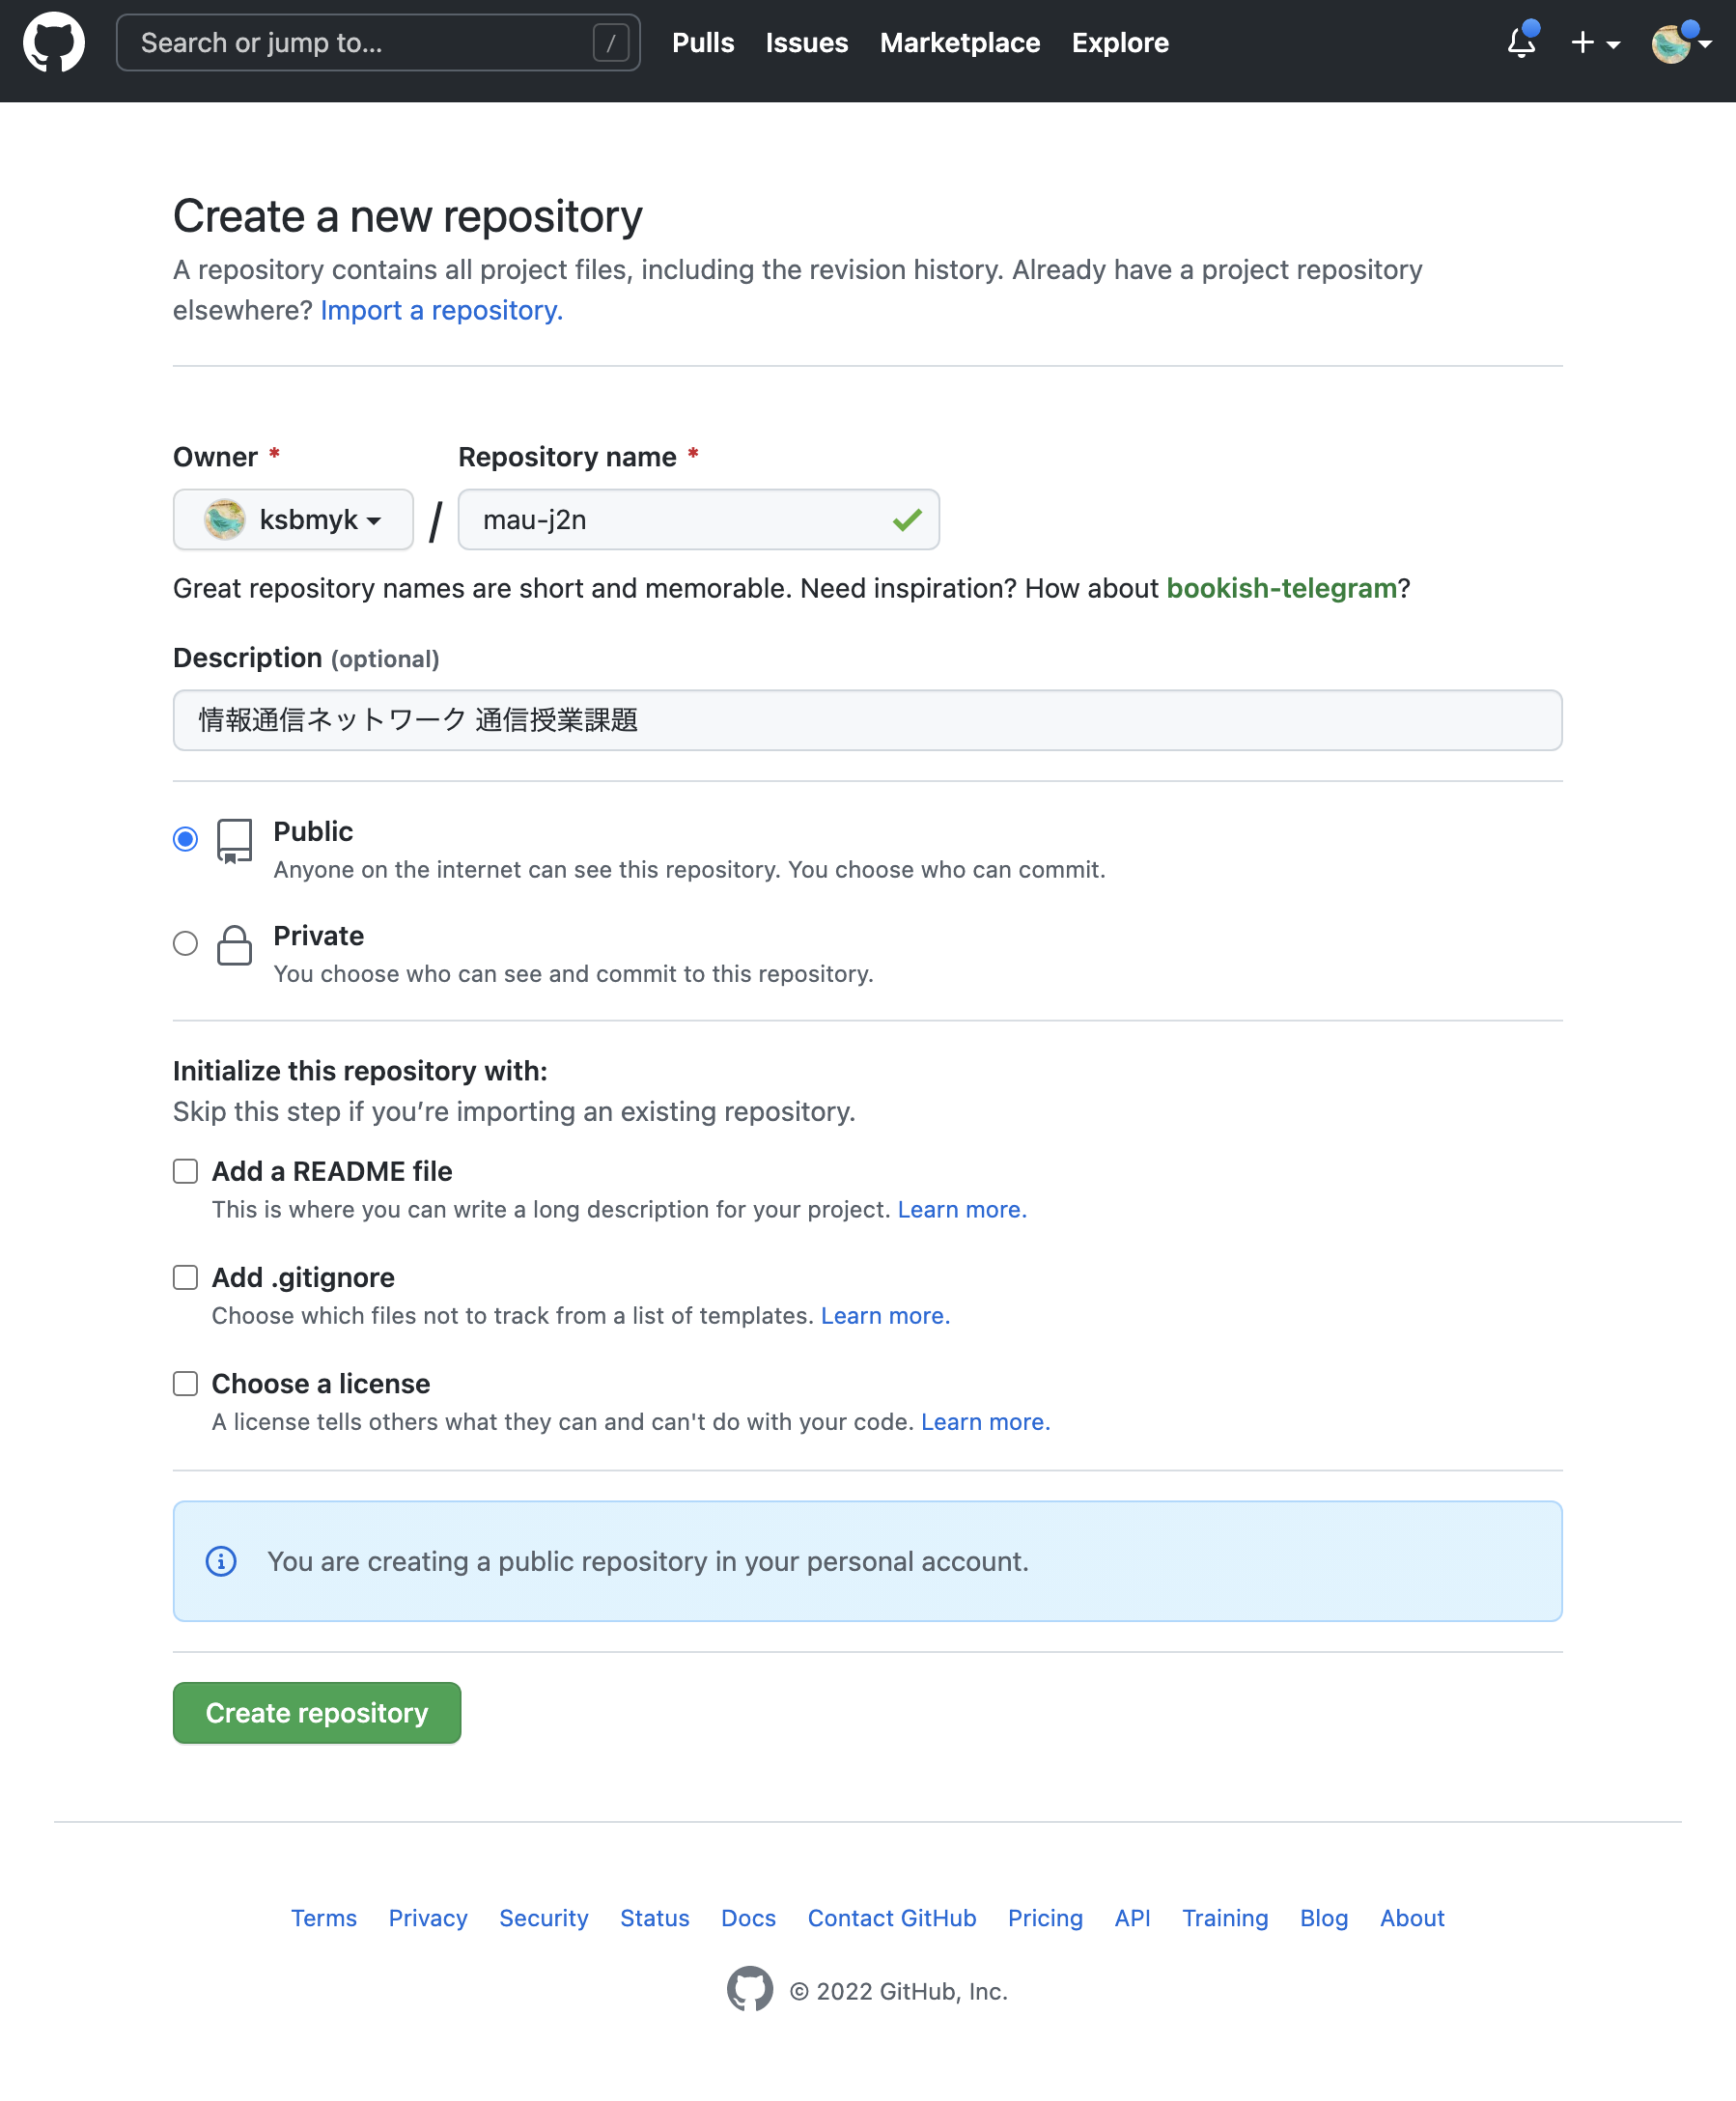 Search or jump to...
/
Pulls Issues Marketplace Explore
Create a new repository
A repository contains all project files, including the revision history. Already have a project repository
elsewhere? Import a repository.
Owner * Repository name *
ksbmyk / mau-j2n
Great repository names are short and memorable. Need inspiration? How about bookish-telegram?
Description (optional)
情報通信ネットワーク 通信授業課題
Public
Anyone on the internet can see this repository. You choose who can commit.
Private
You choose who can see and commit to this repository.
Initialize this repository with:
Skip this step if you’re importing an existing repository.
Add a README file
This is where you can write a long description for your project. Learn more.
Add .gitignore
Choose which files not to track from a list of templates. Learn more.
Choose a license
A license tells others what they can and can't do with your code. Learn more.
You are creating a public repository in your personal account.
Create repository
Terms Privacy Security Status Docs Contact GitHub Pricing API Training Blog About
© 2022 GitHub, Inc.